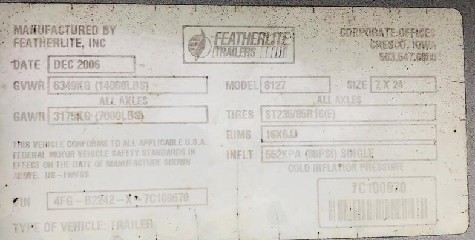 MANUFACTURED BY
FEATHERLITE, INC
FEATHERLITE
TRAILERS
CORPORATE OFFICES
CRESCO, IOWA
DATE DEC 2006
GVWR 6349KG (14000LBS) MODEL 8127 SIZE 7 X 24
ALL AXLES ALL AXLES
GAWR 3175KG (7000LBS) TIRES ST235/85R16(E)
RIMS 16X6.0
THIS VEHICLE CONFORMS TO ALL APPLICABLE U.S.A.
FEDERAL MOTOR VEHICLE SAFETY STANDARDS IN
EFFECT ON THE DATE OF MANUFACTURE SHOWN
INFLT 552KPA (80PSI) SINGLE
COLD INFLATION PRESSURE
7C108670
TYPE OF VEHICLE: TRAILER